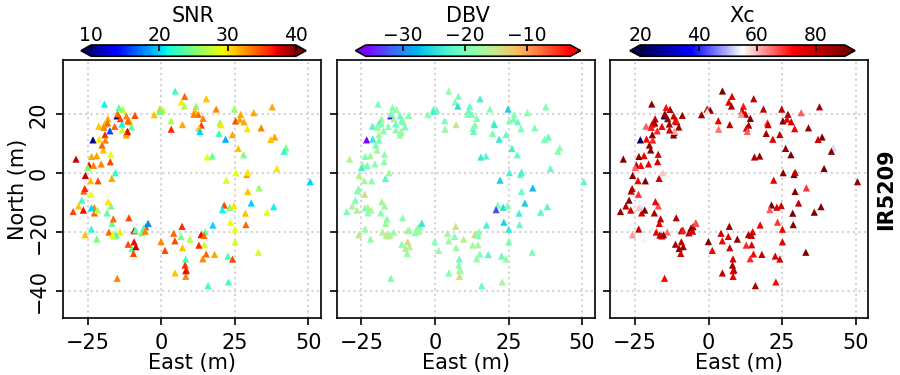 SNR DBV Xc
10 20 30 40 −30 −20 −10 20 40 60 80
North (m)
20
0
−20
−40
−25 0 25 50 −25 0 25 50 −25 0 25 50
East (m) East (m) East (m)
IR5209